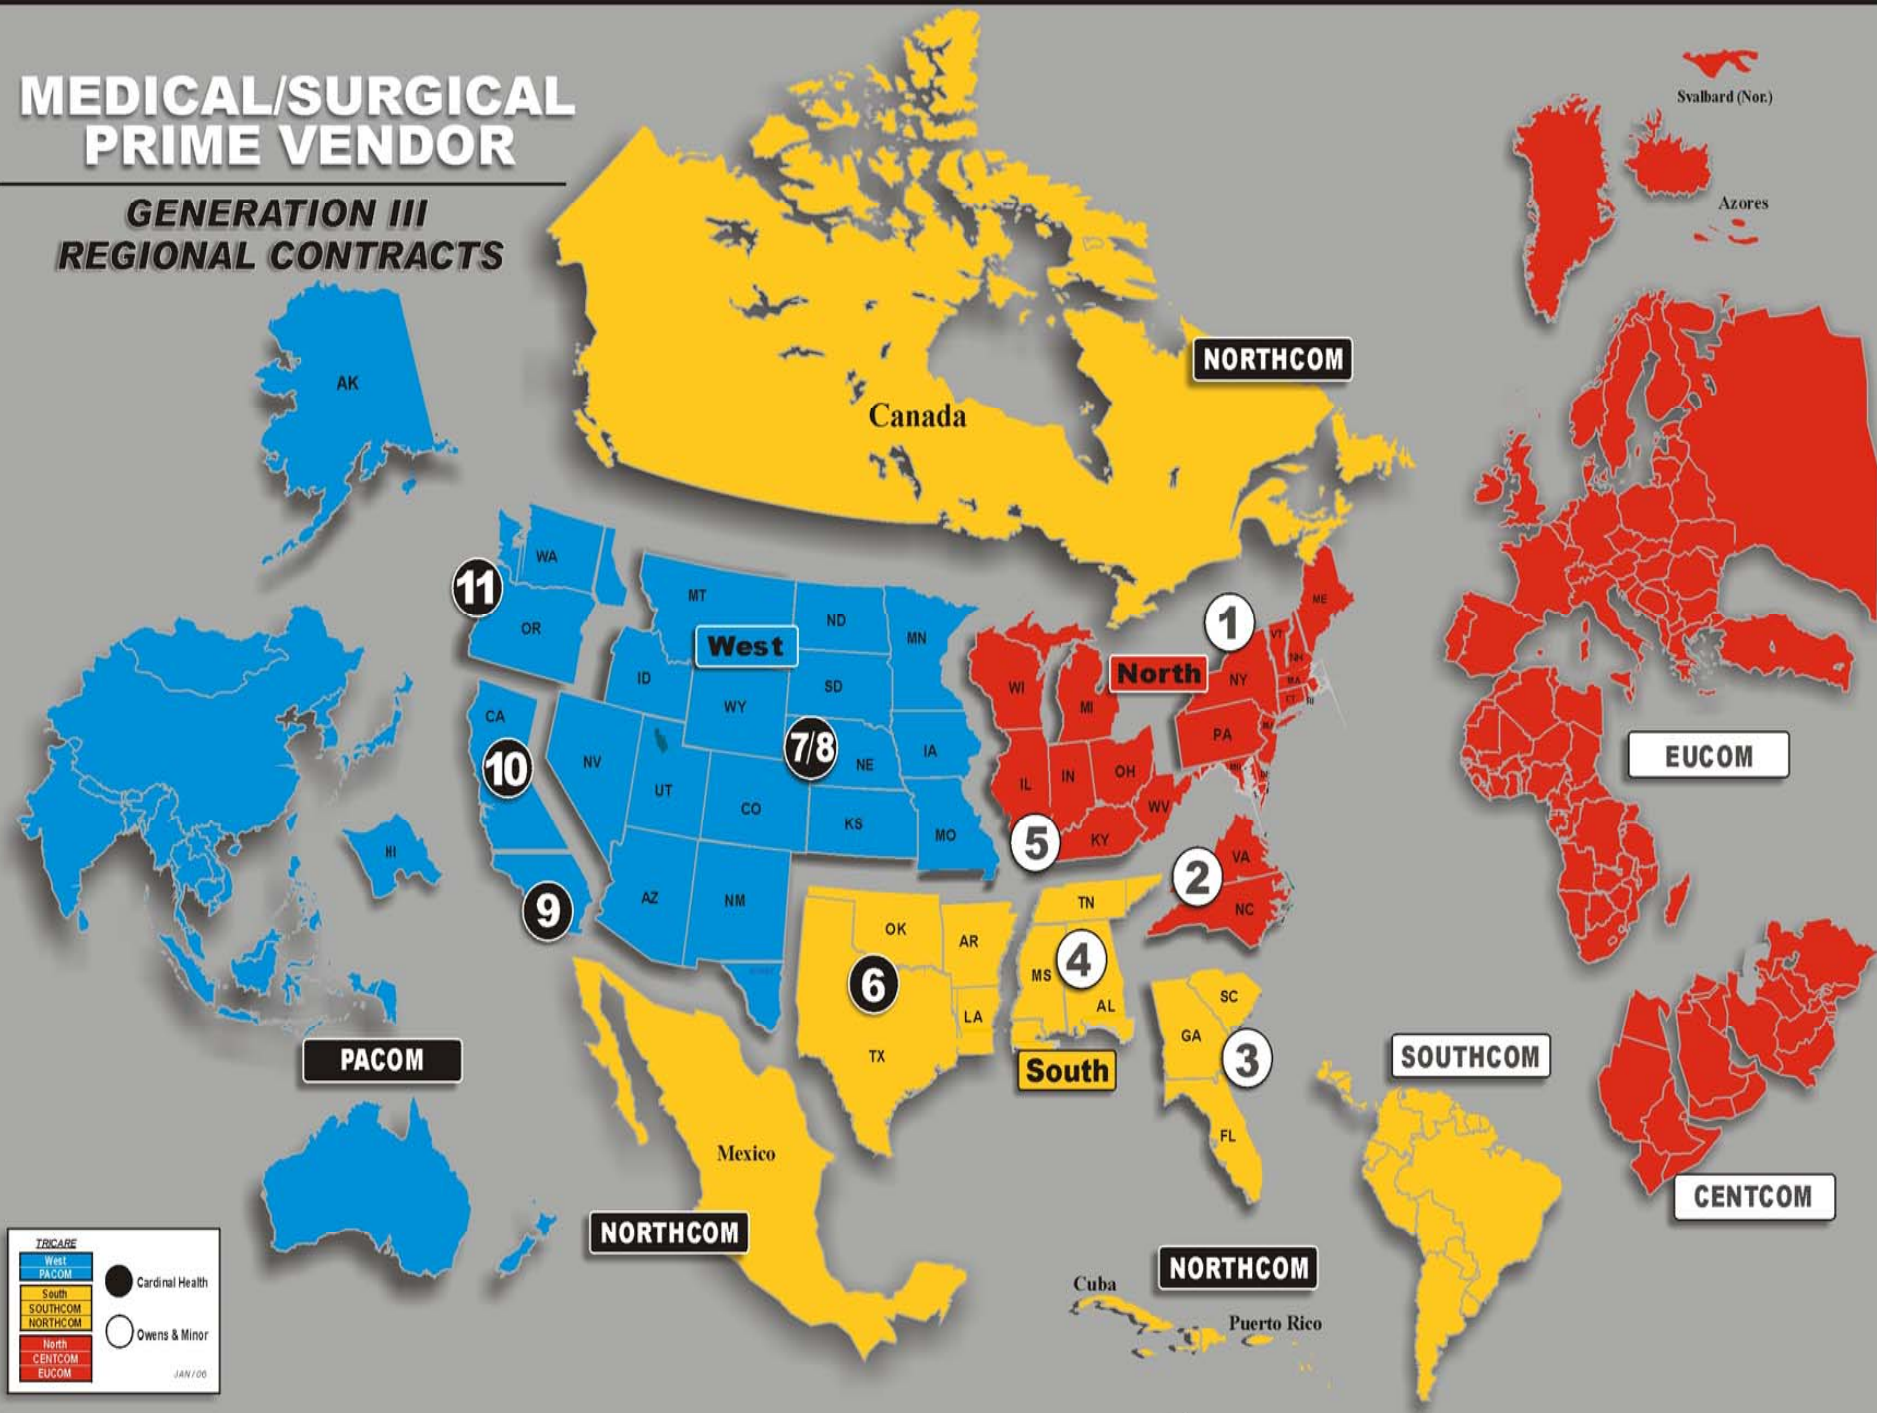 MEDICAL/SURGICAL
PRIME VENDOR
GENERATION III
REGIONAL CONTRACTS
Svalbard (Nor.)
Azores
NORTHCOM
Canada
AK
WA
11
OR
MT
ND
MN
West
ID
WY
SD
CA
10
NV
UT
CO
7/8
NE
IA
KS
MO
9
AZ
NM
HI
1
ME
VT
NH
North
NY
MA
CT
RI
WI
MI
PA
NJ
MD
DE
IL
IN
OH
WV
5
KY
2
VA
NC
EUCOM
OK
AR
6
LA
TX
TN
4
MS
AL
South
SC
GA
3
FL
PACOM
SOUTHCOM
CENTCOM
Mexico
NORTHCOM
NORTHCOM
Cuba
Puerto Rico
TRICARE
West
PACOM
South
SOUTHCOM
NORTHCOM
North
CENTCOM
EUCOM
Cardinal Health
Owens & Minor
JAN / 06